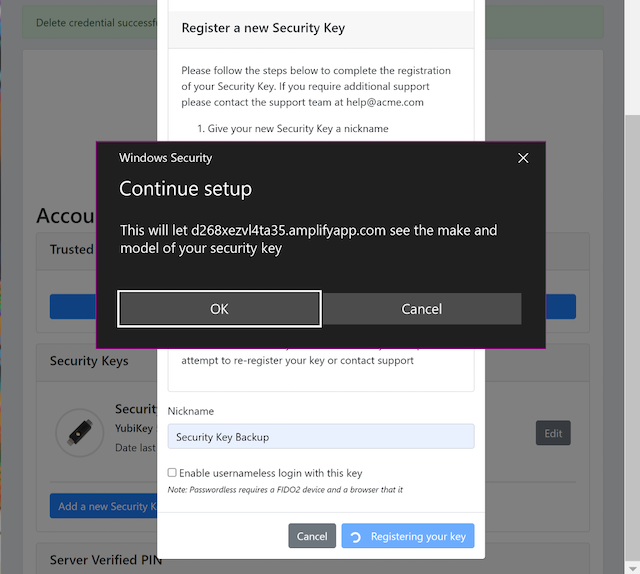 Delete credential successf
Register a new Security Key
Please follow the steps below to complete the registration
of your Security Key. If you require additional support
please contact the support team at help@acme.com
1. Give your new Security Key a nickname
Windows Security
Continue setup
This will let d268xezvl4ta35.amplifyapp.com see the make and
model of your security key
OK
Cancel
Accou
Trusted
attempt to re-register your key or contact support
Security Keys
Security
YubiKey
Date last
Edit
Add a new Security K
Nickname
Security Key Backup
Enable usernameless login with this key
Note: Passwordless requires a FIDO2 device and a browser that it
Cancel
Registering your key
Server Verified PIN